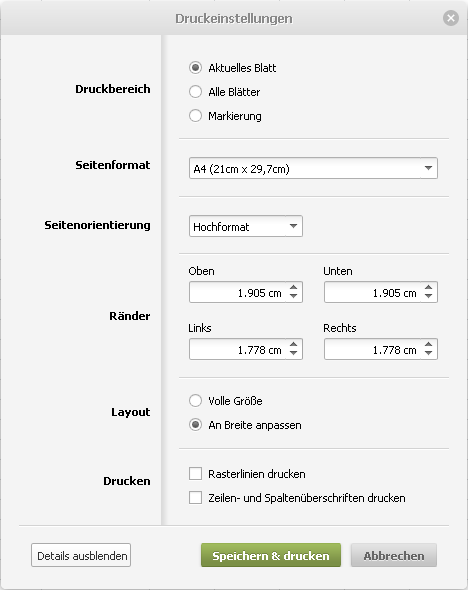 Druckeinstellungen
Druckbereich
Aktuelles Blatt
Alle Blätter
Markierung
Seitenformat
A4 (21cm x 29,7cm)
Seitenorientierung
Hochformat
Ränder
Oben
Unten
1.905 cm
1.905 cm
Links
Rechts
1.778 cm
1.778 cm
Layout
Volle Größe
An Breite anpassen
Drucken
Rasterlinien drucken
Zeilen- und Spaltenüberschriften drucken
Details ausblenden
Speichern & drucken
Abbrechen